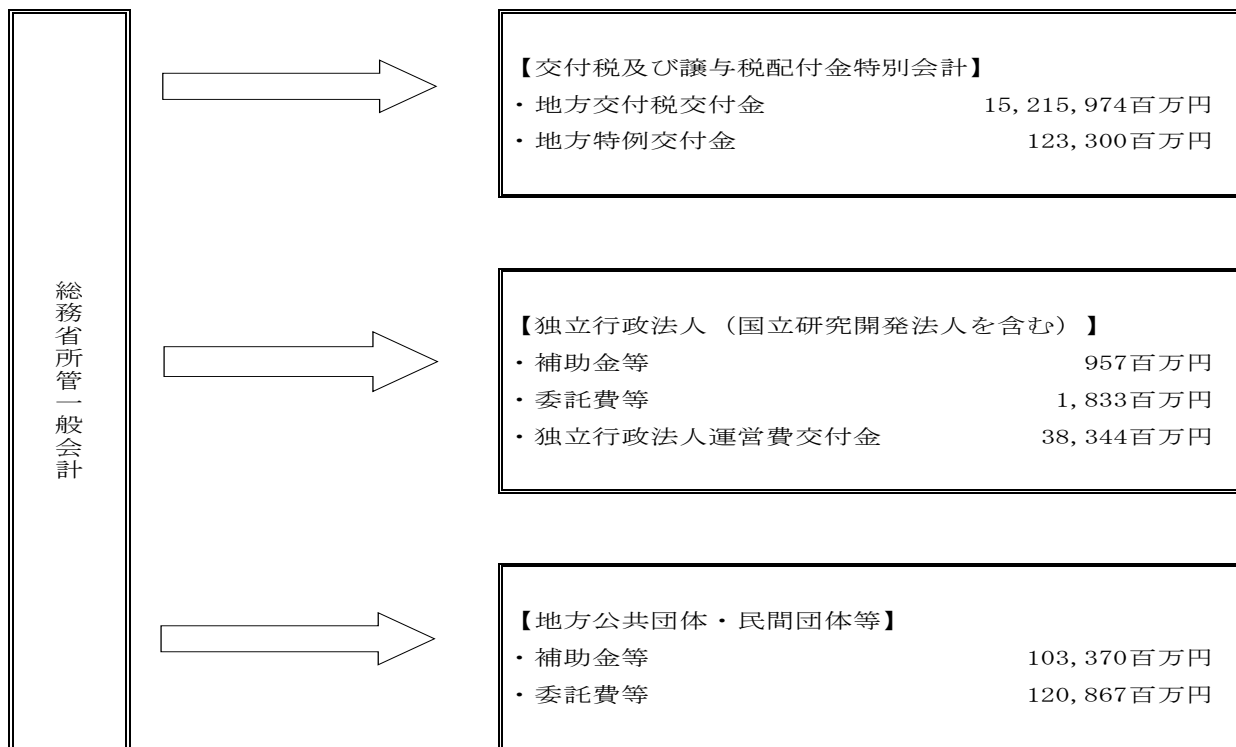 総務省所管一般会計
【交付税及び譲与税配付金特別会計】
・地方交付税交付金 15,215,974百万円
・地方特例交付金 123,300百万円
【独立行政法人（国立研究開発法人を含む）】
・補助金等 957百万円
・委託費等 1,833百万円
・独立行政法人運営費交付金 38,344百万円
【地方公共団体・民間団体等】
・補助金等 103,370百万円
・委託費等 120,867百万円